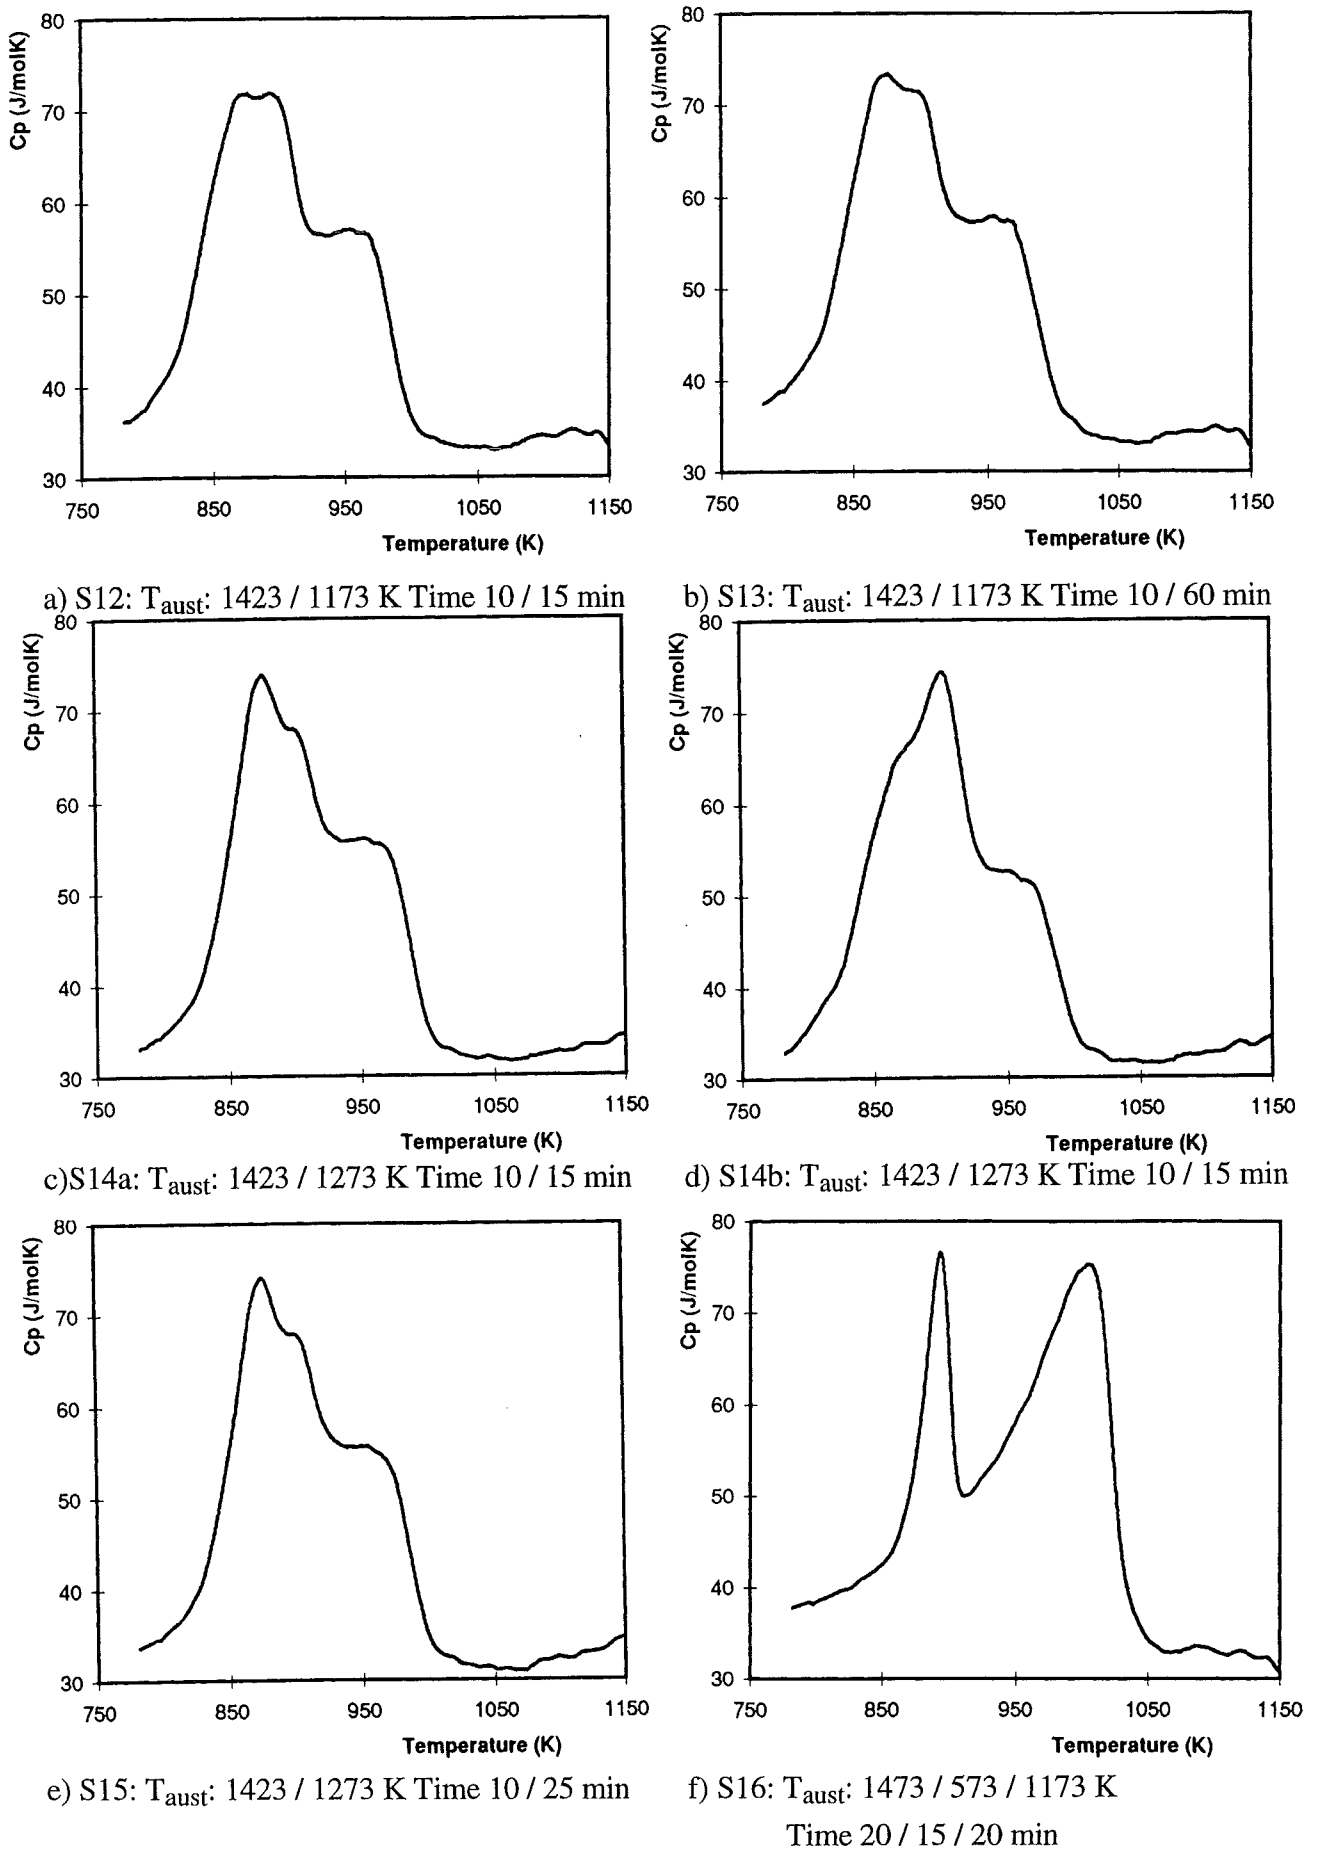 80
70
60
50
40
30
Cp (J/molK)
750 850 950 1050 1150
Temperature (K)
a) S12: Taust: 1423 / 1173 K Time 10 / 15 min
80
70
60
50
40
30
Cp (J/molK)
750 850 950 1050 1150
Temperature (K)
b) S13: Taust: 1423 / 1173 K Time 10 / 60 min
80
70
60
50
40
30
Cp (J/molK)
750 850 950 1050 1150
Temperature (K)
c)S14a: Taust: 1423 / 1273 K Time 10 / 15 min
80
70
60
50
40
30
Cp (J/molK)
750 850 950 1050 1150
Temperature (K)
d) S14b: Taust: 1423 / 1273 K Time 10 / 15 min
80
70
60
50
40
30
Cp (J/molK)
750 850 950 1050 1150
Temperature (K)
e) S15: Taust: 1423 / 1273 K Time 10 / 25 min
80
70
60
50
40
30
Cp (J/molK)
750 850 950 1050 1150
Temperature (K)
f) S16: Taust: 1473 / 573 / 1173 K
Time 20 / 15 / 20 min